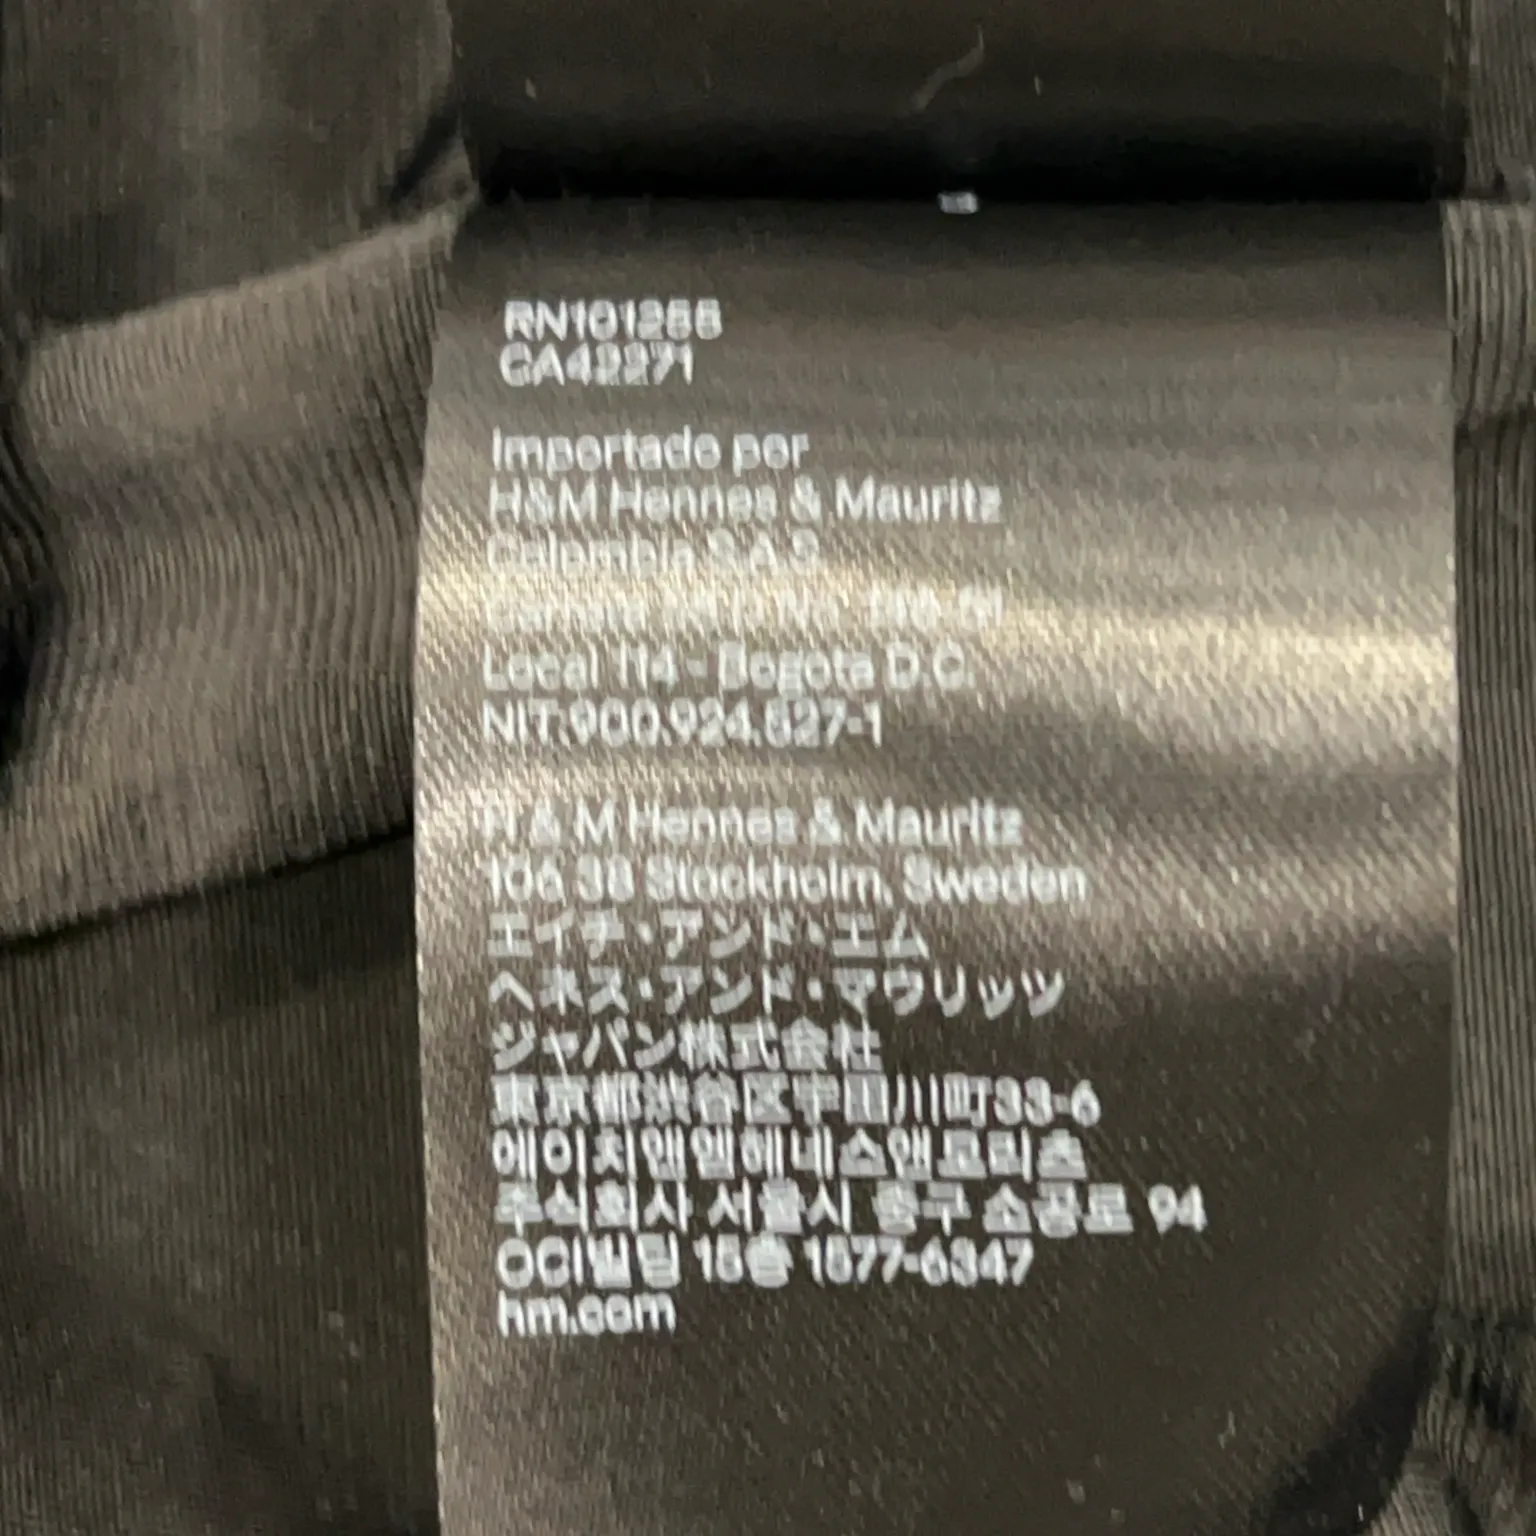 RN101255
CA42271
Importado por
H&M Hennes & Mauritz
Colombia S.A.S
Local 114 - Bogota D.C.
NIT.900.924.827-1
H & M Hennes & Mauritz
106 38 Stockholm, Sweden
エイチ・アンド・エム
ヘネス・アンド・マウリッツ
ジャパン株式会社
東京都渋谷区宇田川町33-6
에이치앤엠헤네스앤모리츠
주식회사 서울시 중구 소공로 94
OCI빌딩 15층 1577-6347
hm.com